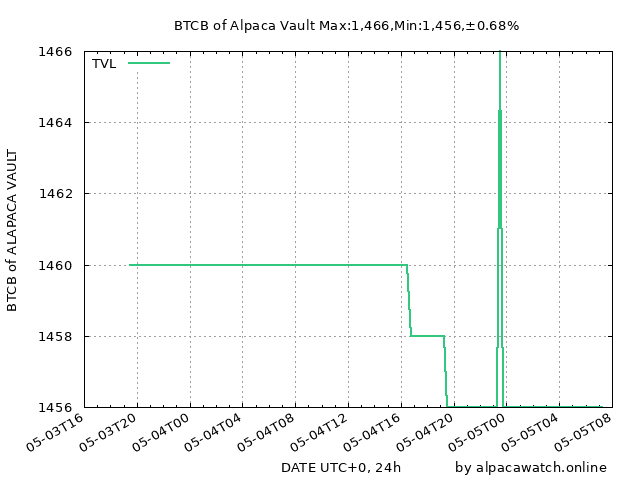 BTCB of Alpaca Vault Max:1,466,Min:1,456,±0.68%
TVL
1466
1464
1462
1460
1458
1456
BTCB of ALAPACA VAULT
05-03T16
05-03T20
05-04T00
05-04T04
05-04T08
05-04T12
05-04T16
05-04T20
05-05T00
05-05T04
05-05T08
DATE UTC+0, 24h
by alpacawatch.online